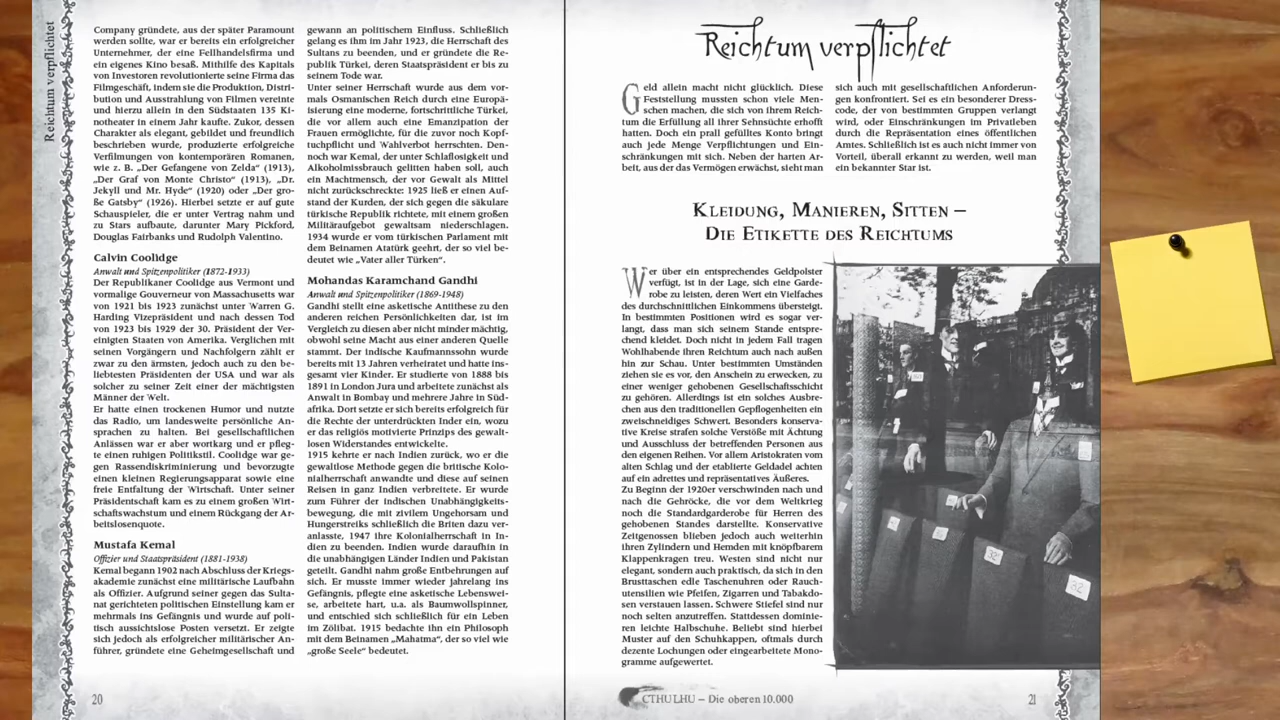 Reichtum verpflichtet
Company gründete, aus der später Paramount
werden sollte, war er bereits ein erfolgreicher
Unternehmer, der eine Fellhandelsfirma und
ein eigenes Kino besaß. Mithilfe des Kapitals
von Investoren revolutionierte seine Firma das
Filmgeschäft, indem sie die Produktion, Distri-
bution und Ausstrahlung von Filmen vereinte
und hierzu allein in den Südstaaten 135 Ki-
notheater in einem Jahr kaufte. Zukor, dessen
Charakter als elegant, gebildet und freundlich
beschrieben wurde, produzierte erfolgreiche
Verfilmungen von kontemporären Romanen,
wie z. B. „Der Gefangene von Zelda“ (1913),
„Der Graf von Monte Christo“ (1913), „Dr.
Jekyll und Mr. Hyde“ (1920) oder „Der gro-
ße Gatsby“ (1926). Hierbei setzte er auf gute
Schauspieler, die er unter Vertrag nahm und
zu Stars aufbaute, darunter Mary Pickford,
Douglas Fairbanks und Rudolph Valentino.
Calvin Coolidge
Anwalt und Spitzenpolitiker (1872-1933)
Der Republikaner Coolidge aus Vermont und
vormalige Gouverneur von Massachusetts war
von 1921 bis 1923 zunächst unter Warren G.
Harding Vizepräsident und nach dessen Tod
von 1923 bis 1929 der 30. Präsident der Ver-
einigten Staaten von Amerika. Verglichen mit
seinen Vorgängern und Nachfolgern zählt er
zwar zu den ärmsten, jedoch auch zu den be-
liebtesten Präsidenten der USA und war als
solcher zu seiner Zeit einer der mächtigsten
Männer der Welt.
Er hatte einen trockenen Humor und nutzte
das Radio, um landesweite persönliche An-
sprachen zu halten. Bei gesellschaftlichen
Anlässen war er aber wortkarg und er pfleg-
te einen ruhigen Politikstil. Coolidge war ge-
gen Rassendiskriminierung und bevorzugte
einen kleinen Regierungsapparat sowie eine
freie Entfaltung der Wirtschaft. Unter seiner
Präsidentschaft kam es zu einem großen Wirt-
schaftswachstum und einem Rückgang der Ar-
beitslosenquote.
Mustafa Kemal
Offizier und Staatspräsident (1881-1938)
Kemal begann 1902 nach Abschluss der Kriegs-
akademie zunächst eine militärische Laufbahn
als Offizier. Aufgrund seiner gegen das Sulta-
nat gerichteten politischen Einstellung kam er
mehrmals ins Gefängnis und wurde auf poli-
tisch aussichtslose Posten versetzt. Er zeigte
sich jedoch als erfolgreicher militärischer An-
führer, gründete eine Geheimgesellschaft und
gewann an politischem Einfluss. Schließlich
gelang es ihm im Jahr 1923, die Herrschaft des
Sultans zu beenden, und er gründete die Re-
publik Türkei, deren Staatspräsident er bis zu
seinem Tode war.
Unter seiner Herrschaft wurde aus dem vor-
mals Osmanischen Reich durch eine Europä-
isierung eine moderne, fortschrittliche Türkei,
die vor allem auch eine Emanzipation der
Frauen ermöglichte, für die zuvor noch Kopf-
tuchpflicht und Wahlverbot herrschten. Den-
noch war Kemal, der unter Schlaflosigkeit und
Alkoholmissbrauch gelitten haben soll, auch
ein Machtmensch, der vor Gewalt als Mittel
nicht zurückschreckte: 1925 ließ er einen Auf-
stand der Kurden, der sich gegen die säkulare
türkische Republik richtete, mit einem großen
Militäraufgebot gewaltsam niederschlagen.
1934 wurde er vom türkischen Parlament mit
dem Beinamen Atatürk geehrt, der so viel be-
deutet wie „Vater aller Türken“.
Mohandas Karamchand Gandhi
Anwalt und Spitzenpolitiker (1869-1948)
Gandhi stellt eine asketische Antithese zu den
anderen reichen Persönlichkeiten dar, ist im
Vergleich zu diesen aber nicht minder mächtig,
obwohl seine Macht aus einer anderen Quelle
stammt. Der indische Kaufmannssohn wurde
bereits mit 13 Jahren verheiratet und hatte ins-
gesamt vier Kinder. Er studierte von 1888 bis
1891 in London Jura und arbeitete zunächst als
Anwalt in Bombay und mehrere Jahre in Süd-
afrika. Dort setzte er sich bereits erfolgreich für
die Rechte der unterdrückten Inder ein, wozu
er das religiös motivierte Prinzips des gewalt-
losen Widerstandes entwickelte.
1915 kehrte er nach Indien zurück, wo er die
gewaltlose Methode gegen die britische Kolo-
nialherrschaft anwandte und diese auf seinen
Reisen in ganz Indien verbreitete. Er wurde
zum Führer der Indischen Unabhängigkeits-
bewegung, die mit zivilem Ungehorsam und
Hungerstreiks schließlich die Briten dazu ver-
anlasste, 1947 ihre Kolonialherrschaft in In-
dien zu beenden. Indien wurde daraufhin in
die unabhängigen Länder Indien und Pakistan
geteilt. Gandhi nahm große Entbehrungen auf
sich. Er musste immer wieder jahrelang ins
Gefängnis, pflegte eine asketische Lebenswei-
se, arbeitete hart, u.a. als Baumwollspinner,
und entschied sich schließlich für ein Leben
im Zölibat. 1915 bedachte ihn ein Philosoph
mit dem Beinamen „Mahatma“, der so viel wie
„große Seele“ bedeutet.
20
Reichtum verpflichtet
Geld allein macht nicht glücklich. Diese
Feststellung mussten schon viele Men-
schen machen, die sich von ihrem Reich-
tum die Erfüllung all ihrer Sehnsüchte erhofft
hatten. Doch ein prall gefülltes Konto bringt
auch jede Menge Verpflichtungen und Ein-
schränkungen mit sich. Neben der harten Ar-
beit, aus der das Vermögen erwächst, sieht man
sich auch mit gesellschaftlichen Anforderun-
gen konfrontiert. Sei es ein besonderer Dress-
code, der von bestimmten Gruppen verlangt
wird, oder Einschränkungen im Privatleben
durch die Repräsentation eines öffentlichen
Amtes. Schließlich ist es auch nicht immer von
Vorteil, überall erkannt zu werden, weil man
ein bekannter Star ist.
Kleidung, Manieren, Sitten –
Die Etikette des Reichtums
Wer über ein entsprechendes Geldpolster
verfügt, ist in der Lage, sich eine Garde-
robe zu leisten, deren Wert ein Vielfaches
des durchschnittlichen Einkommens übersteigt.
In bestimmten Positionen wird es sogar ver-
langt, dass man sich seinem Stande entspre-
chend kleidet. Doch nicht in jedem Fall tragen
Wohlhabende ihren Reichtum auch nach außen
hin zur Schau. Unter bestimmten Umständen
ziehen sie es vor, den Anschein zu erwecken, zu
einer weniger gehobenen Gesellschaftsschicht
zu gehören. Allerdings ist ein solches Ausbre-
chen aus den traditionellen Gepflogenheiten ein
zweischneidiges Schwert. Besonders konserva-
tive Kreise strafen solche Verstöße mit Ächtung
und Ausschluss der betreffenden Personen aus
den eigenen Reihen. Vor allem Aristokraten vom
alten Schlag und der etablierte Geldadel achten
auf ein adrettes und repräsentatives Äußeres.
Zu Beginn der 1920er verschwinden nach und
nach die Gehröcke, die vor dem Weltkrieg
noch die Standardgarderobe für Herren des
gehobenen Standes darstellte. Konservative
Zeitgenossen blieben jedoch auch weiterhin
ihren Zylindern und Hemden mit knöpfbarem
Klappenkragen treu. Westen sind nicht nur
elegant, sondern auch praktisch, da sich in den
Brusttaschen edle Taschenuhren oder Rauch-
utensilien wie Pfeifen, Zigarren und Tabakdo-
sen verstauen lassen. Schwere Stiefel sind nur
noch selten anzutreffen. Stattdessen dominie-
ren leichte Halbschuhe. Beliebt sind hierbei
Muster auf den Schuhkappen, oftmals durch
dezente Lochungen oder eingearbeitete Mono-
gramme aufgewertet.
CTHULHU – Die oberen 10.000
21